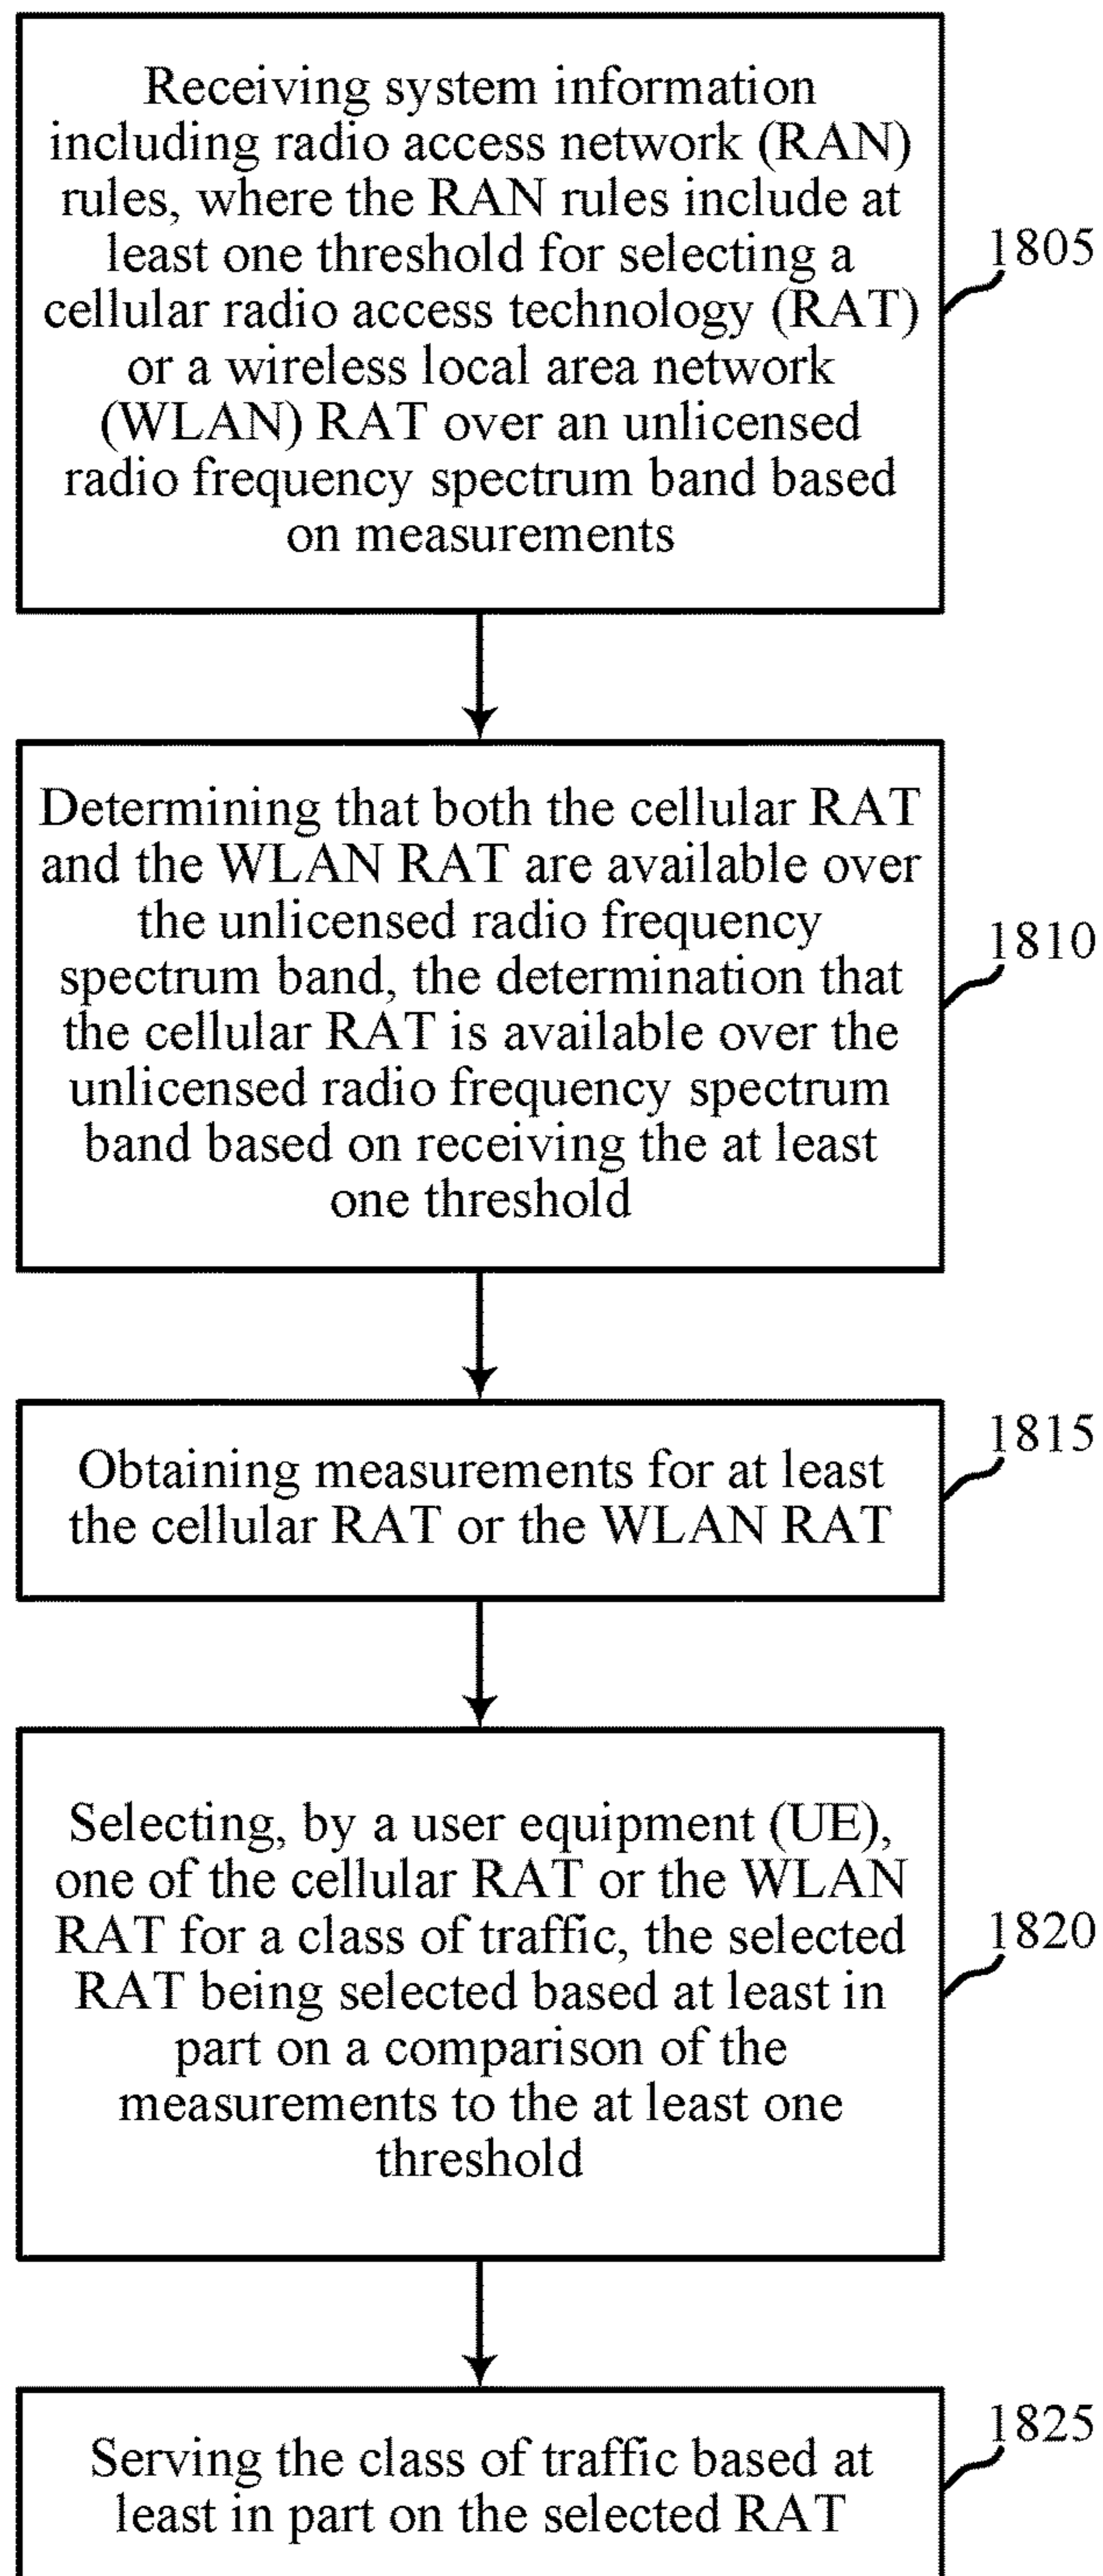 Receiving system information
including radio access network (RAN)
rules, where the RAN rules include at
least one threshold for selecting a
cellular radio access technology (RAT)
or a wireless local area network
(WLAN) RAT over an unlicensed
radio frequency spectrum band based
on measurements
1805
Determining that both the cellular RAT
and the WLAN RAT are available over
the unlicensed radio frequency
spectrum band, the determination that
the cellular RAT is available over the
unlicensed radio frequency spectrum
band based on receiving the at least
one threshold
1810
Obtaining measurements for at least
the cellular RAT or the WLAN RAT
1815
Selecting, by a user equipment (UE),
one of the cellular RAT or the WLAN
RAT for a class of traffic, the selected
RAT being selected based at least in
part on a comparison of the
measurements to the at least one
threshold
1820
Serving the class of traffic based at
least in part on the selected RAT
1825